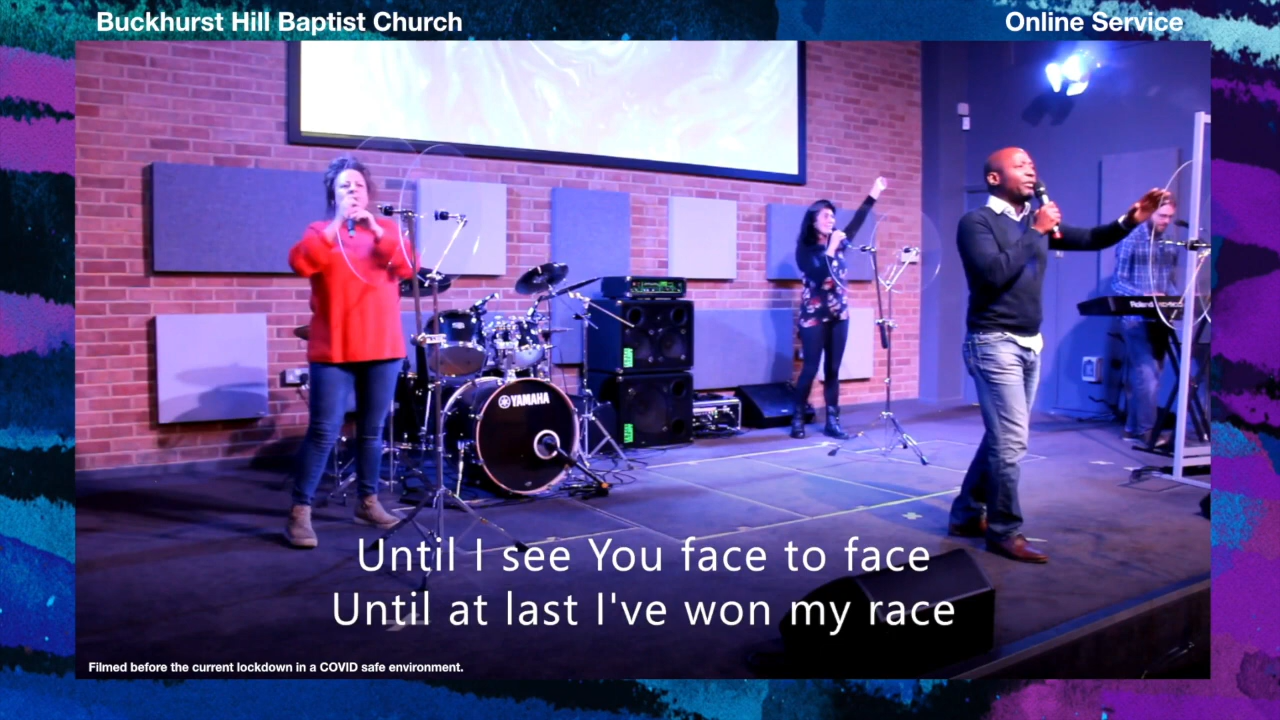 Buckhurst Hill Baptist Church
Online Service
YAMAHA
Roland
Until I see You face to face
Until at last I've won my race
Filmed before the current lockdown in a COVID safe environment.